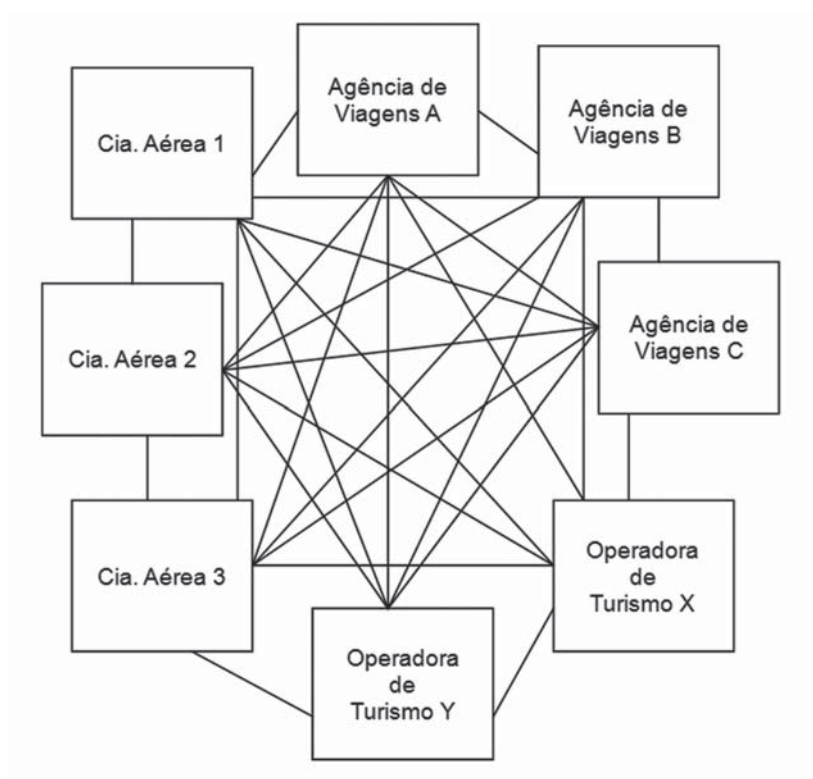 Agência de
Viagens A
Agência de
Viagens B
Cia. Aérea 1
Agência de
Viagens C
Cia. Aérea 2
Cia. Aérea 3
Operadora
de
Turismo X
Operadora
de
Turismo Y